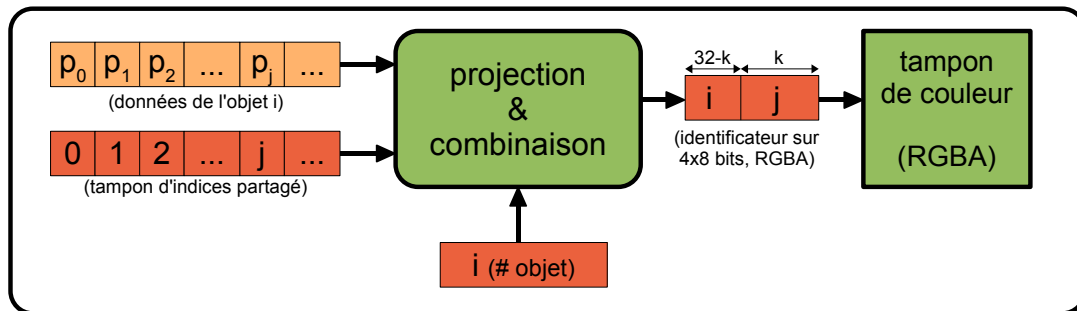 p0 p1 p2 ... pj ...
(données de l'objet i)
0 1 2 ... j ...
(tampon d'indices partagé)
projection
&
combinaison
i (# objet)
32-k k
i j
(identificateur sur
4x8 bits, RGBA)
tampon
de couleur
(RGBA)